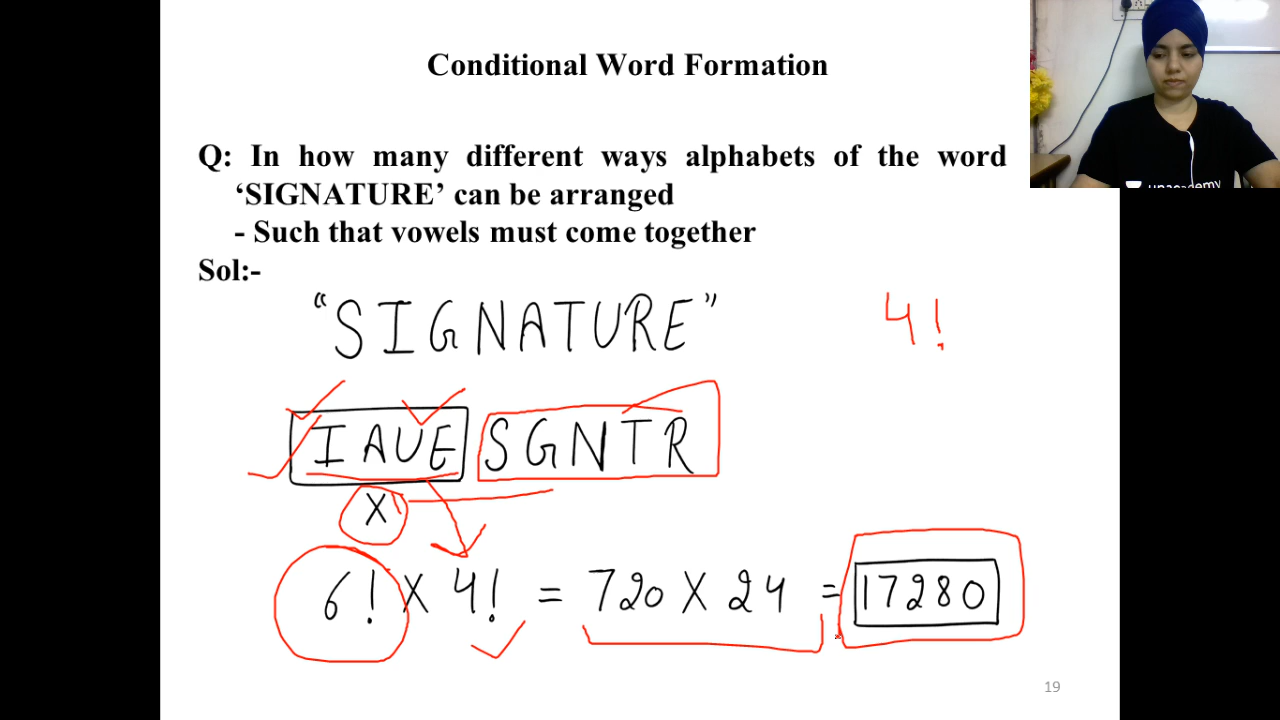 Conditional Word Formation
Q: In how many different ways alphabets of the word
‘SIGNATURE’ can be arranged
- Such that vowels must come together
Sol:-
“SIGNATURE”
4!
IAUE SGNTR
X
6! X 4! = 720 X 24 = 17280
19
unacademy